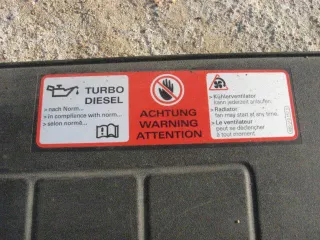 TURBO
DIESEL
> nach Norm...
> in compliance with norm...
> selon norme...
ACHTUNG
WARNING
ATTENTION
> Kühlerventilator
kann jederzeit anlaufen.
> Radiator
fan may start at any time.
> Le ventilateur
peut se déclencher
à tout moment